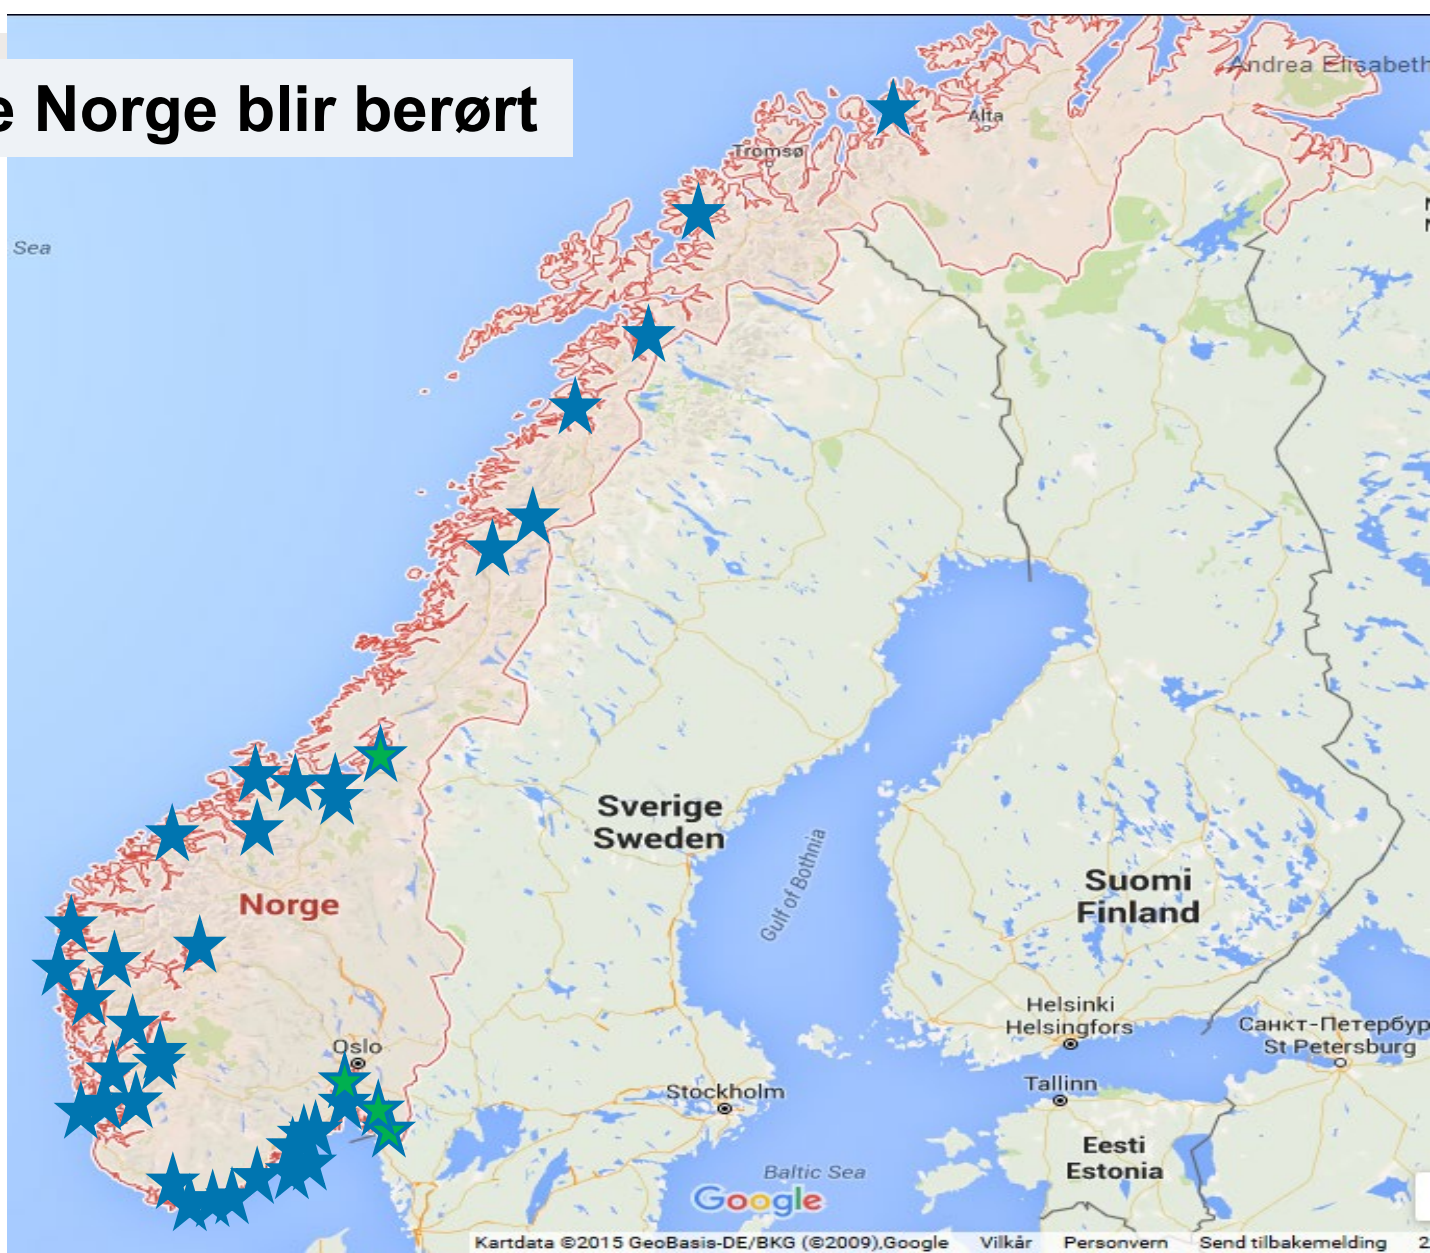 e Norge blir berørt
Andrea Elisabeth
Alta
Tromsø
Sea
Sverige
Sweden
Gulf of Bothnia
Suomi
Finland
Norge
Helsinki
Helsingfors
Санкт-Петербур
St Petersburg
Oslo
Stockholm
Tallinn
Eesti
Estonia
Baltic Sea
Google
Kartdata ©2015 GeoBasis-DE/BKG (©2009),Google Vilkår Personvern Send tilbakemelding 2